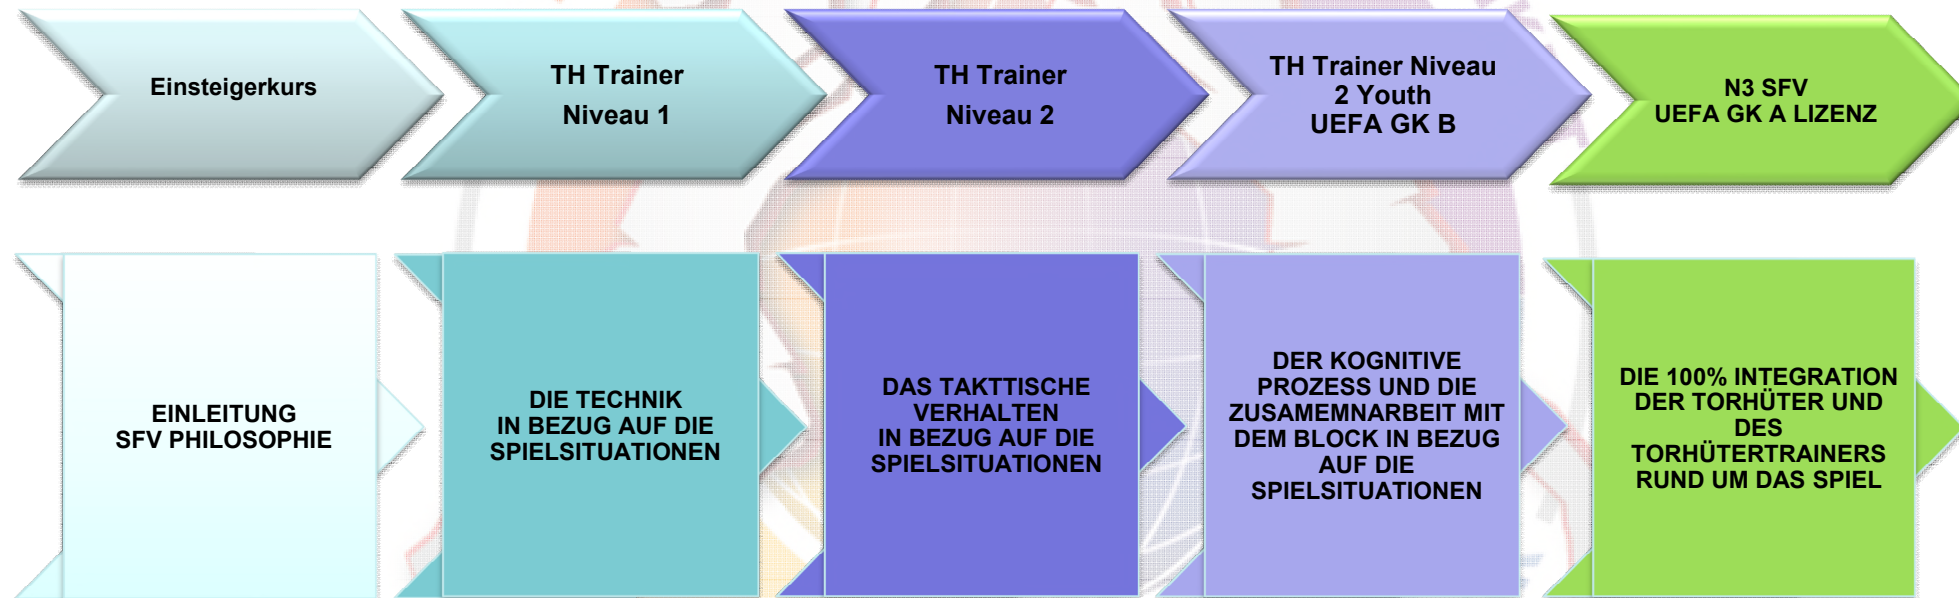 Einsteigerkurs
TH Trainer
Niveau 1
TH Trainer
Niveau 2
TH Trainer Niveau
2 Youth
UEFA GK B
N3 SFV
UEFA GK A LIZENZ
EINLEITUNG
SFV PHILOSOPHIE
DIE TECHNIK
IN BEZUG AUF DIE
SPIELSITUATIONEN
DAS TAKTTISCHE
VERHALTEN
IN BEZUG AUF DIE
SPIELSITUATIONEN
DER KOGNITIVE
PROZESS UND DIE
ZUSAMEMNARBEIT MIT
DEM BLOCK IN BEZUG
AUF DIE
SPIELSITUATIONEN
DIE 100% INTEGRATION
DER TORHÜTER UND
DES
TORHÜTERTRAINERS
RUND UM DAS SPIEL